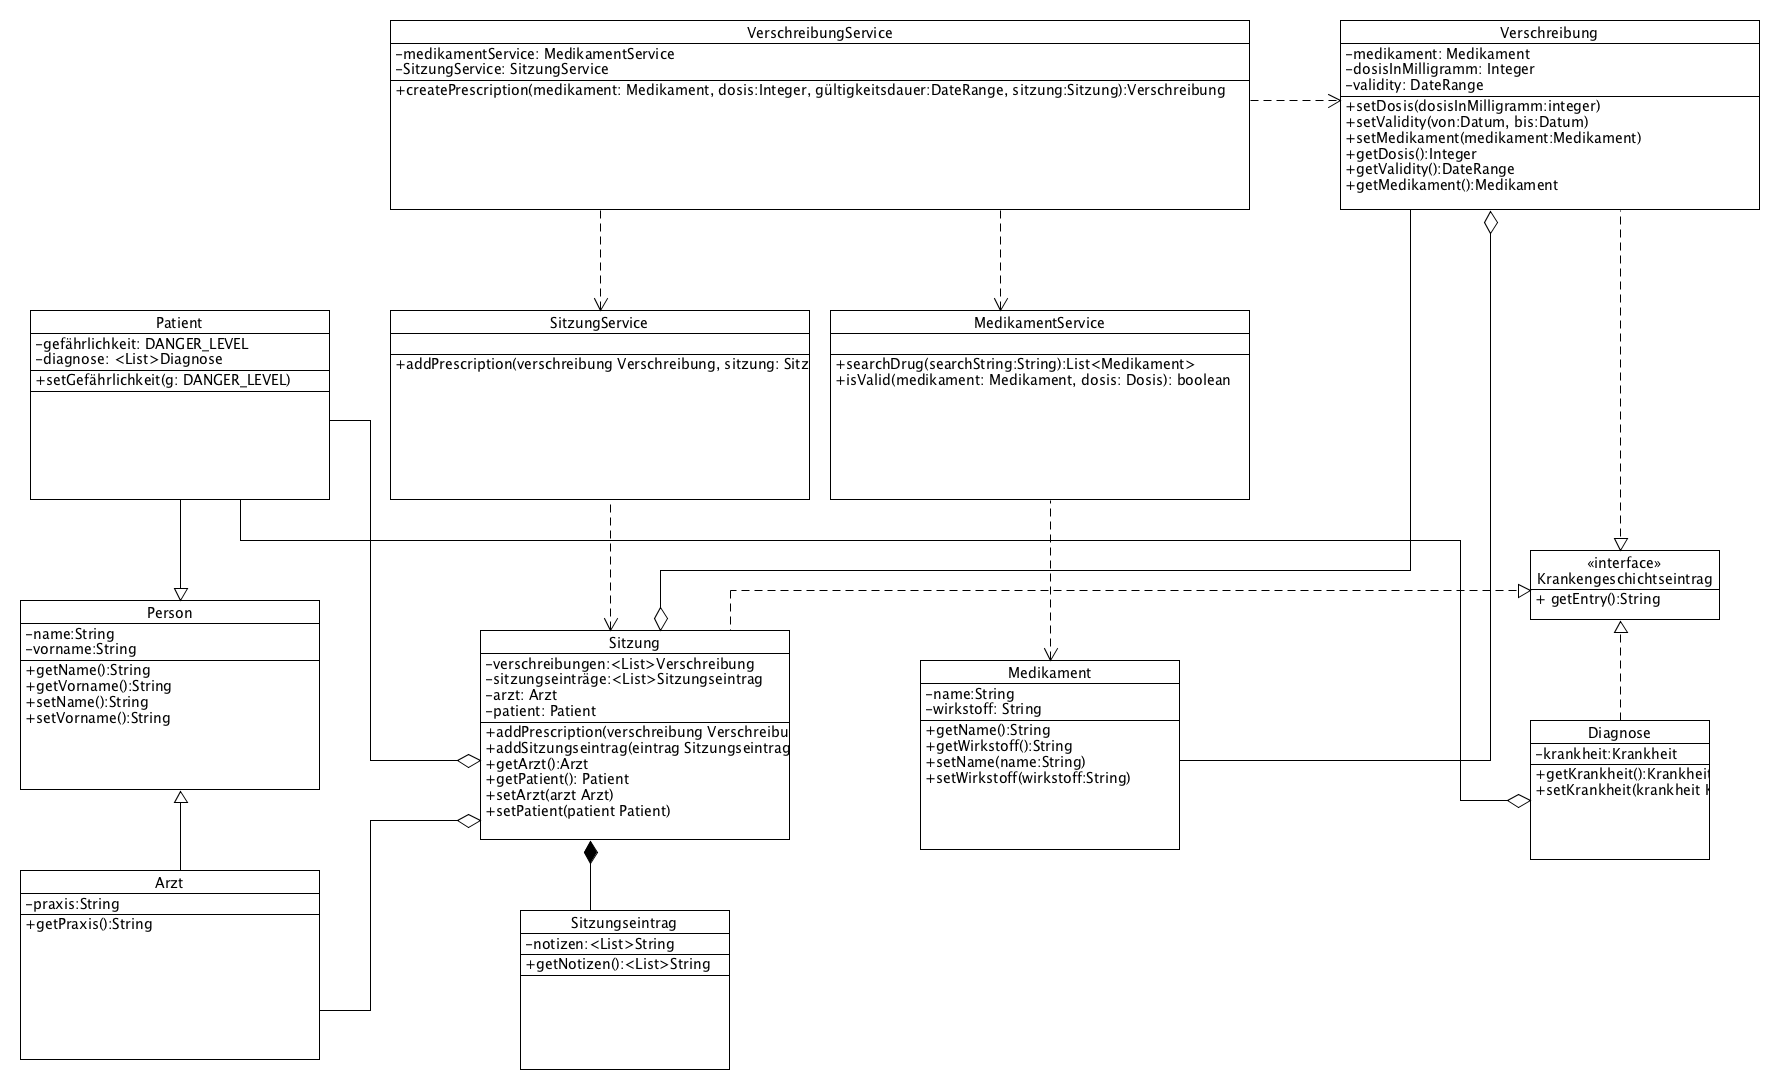 VerschreibungService
-medikamentService: MedikamentService
-SitzungService: SitzungService
+createPrescription(medikament: Medikament, dosis:Integer, gültigkeitsdauer:DateRange, sitzung:Sitzung):Verschreibung
Verschreibung
-medikament: Medikament
-dosisInMilligramm: Integer
-validity: DateRange
+setDosis(dosisInMilligramm:integer)
+setValidity(von:Datum, bis:Datum)
+setMedikament(medikament:Medikament)
+getDosis():Integer
+getValidity():DateRange
+getMedikament():Medikament
Patient
-gefährlichkeit: DANGER_LEVEL
-diagnose: <List>Diagnose
+setGefährlichkeit(g: DANGER_LEVEL)
SitzungService
+addPrescription(verschreibung Verschreibung, sitzung: Sitz
MedikamentService
+searchDrug(searchString:String):List<Medikament>
+isValid(medikament: Medikament, dosis: Dosis): boolean
«interface»
Krankengeschichtseintrag
+ getEntry():String
Person
-name:String
-vorname:String
+getName():String
+getVorname():String
+setName():String
+setVorname():String
Sitzung
-verschreibungen:<List>Verschreibung
-sitzungseinträge:<List>Sitzungseintrag
-arzt: Arzt
-patient: Patient
+addPrescription(verschreibung Verschreibu
+addSitzungseintrag(eintrag Sitzungseintrag
+getArzt():Arzt
+getPatient(): Patient
+setArzt(arzt Arzt)
+setPatient(patient Patient)
Medikament
-name:String
-wirkstoff: String
+getName():String
+getWirkstoff():String
+setName(name:String)
+setWirkstoff(wirkstoff:String)
Diagnose
-krankheit:Krankheit
+getKrankheit():Krankheit
+setKrankheit(krankheit K
Arzt
-praxis:String
+getPraxis():String
Sitzungseintrag
-notizen:<List>String
+getNotizen():<List>String